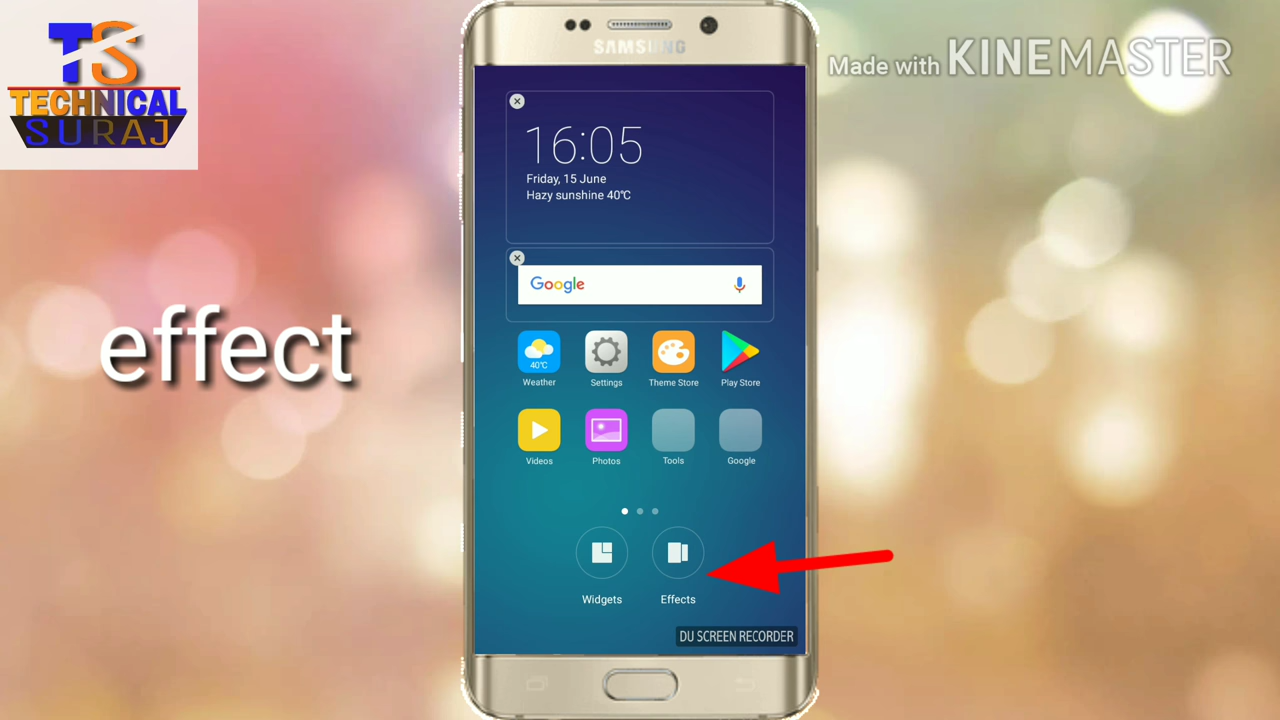 TS
TECHNICAL
SURAJ
Made with KINEMASTER
SAMSUNG
16:05
Friday, 15 June
Hazy sunshine 40℃
Google
effect
40℃
Weather
Settings
Theme Store
Play Store
Videos
Photos
Tools
Google
Widgets
Effects
DU SCREEN RECORDER